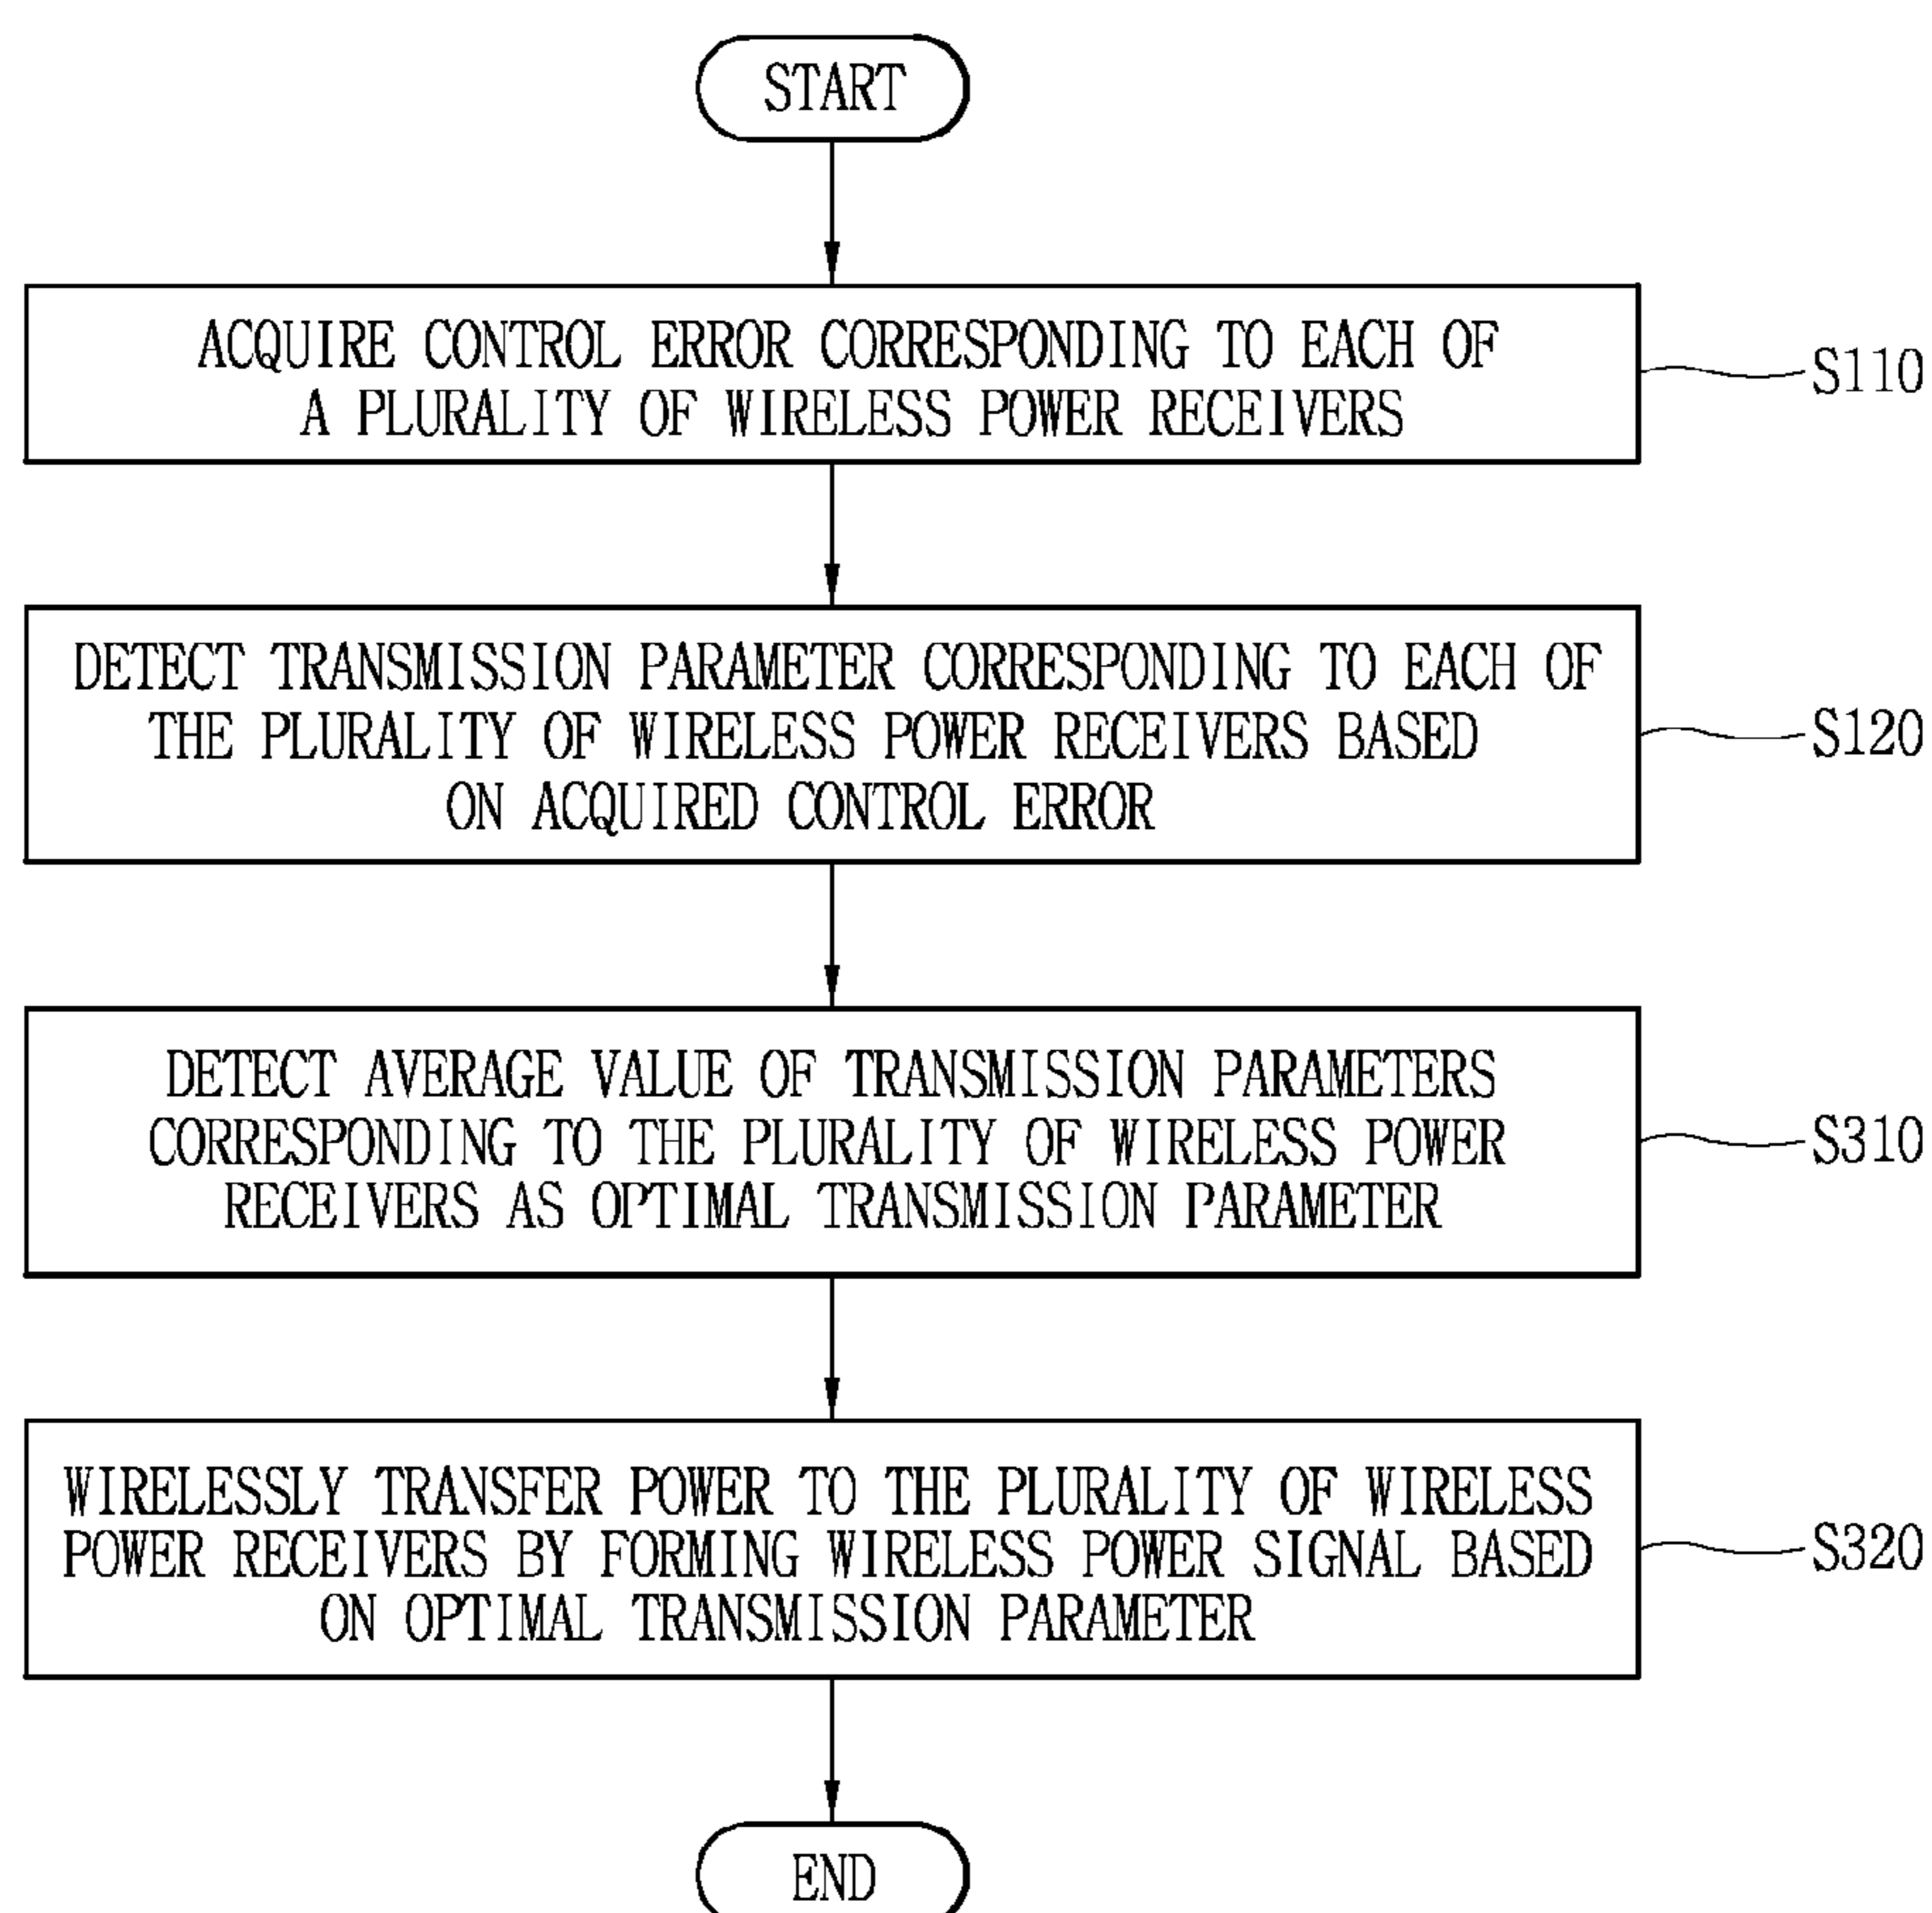 START
ACQUIRE CONTROL ERROR CORRESPONDING TO EACH OF
A PLURALITY OF WIRELESS POWER RECEIVERS
S110
DETECT TRANSMISSION PARAMETER CORRESPONDING TO EACH OF
THE PLURALITY OF WIRELESS POWER RECEIVERS BASED
ON ACQUIRED CONTROL ERROR
S120
DETECT AVERAGE VALUE OF TRANSMISSION PARAMETERS
CORRESPONDING TO THE PLURALITY OF WIRELESS POWER
RECEIVERS AS OPTIMAL TRANSMISSION PARAMETER
S310
WIRELESSLY TRANSFER POWER TO THE PLURALITY OF WIRELESS
POWER RECEIVERS BY FORMING WIRELESS POWER SIGNAL BASED
ON OPTIMAL TRANSMISSION PARAMETER
S320
END